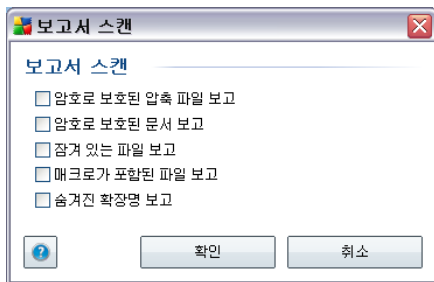 보고서 스캔
보고서 스캔
암호로 보호된 압축 파일 보고
암호로 보호된 문서 보고
잠겨 있는 파일 보고
매크로가 포함된 파일 보고
숨겨진 확장명 보고
확인
취소